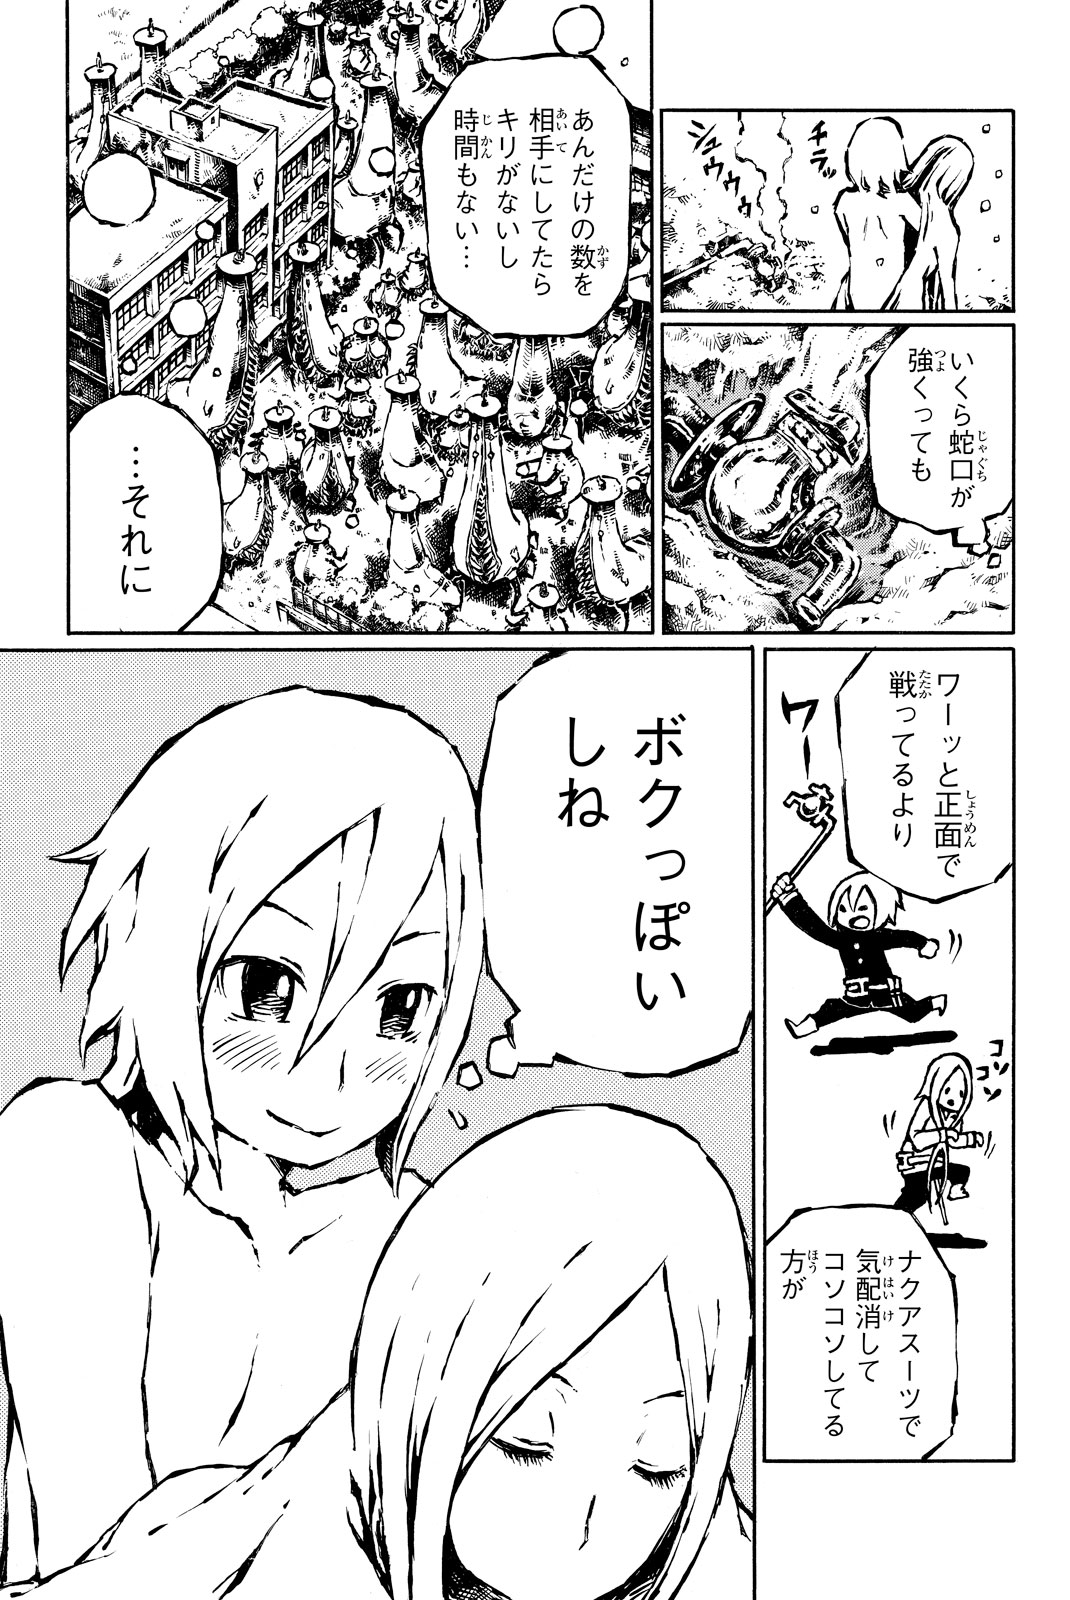 チラッ
シュウゥゥゥ
いくら蛇口が
強くっても
あんだけの数を
相手にしてたら
キリがないし
時間もない…
…それに
ワーッと正面で
戦ってるより
ワー
コソ
コソ
ナクアスーツで
気配消して
コソコソしてる
方が
ボクっぽい
しね